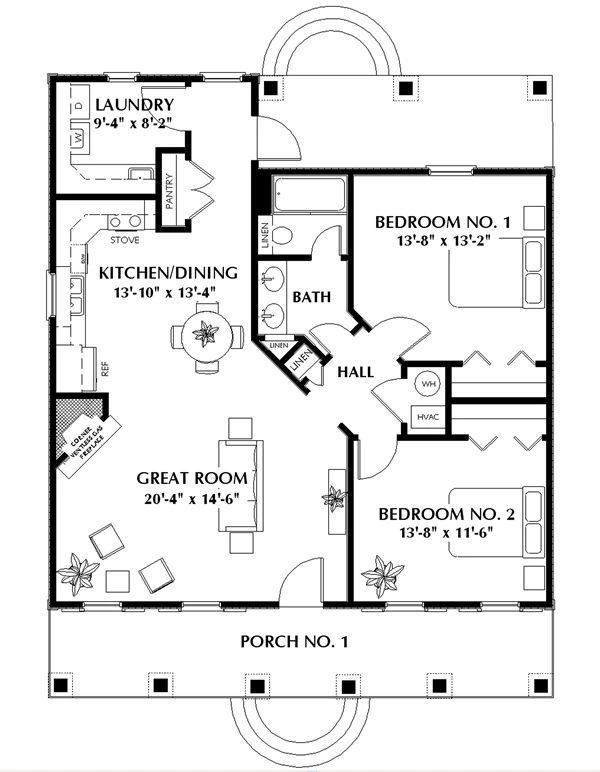 LAUNDRY
9'-4" x 8'-2"
D
W
PANTRY
STOVE
LINEN
BEDROOM NO. 1
13'-8" x 13'-2"
KITCHEN/DINING
13'-10" x 13'-4"
BATH
LINEN
LINEN
HALL
REF
WH
HVAC
CORNER
VENTLESS GAS
FIREPLACE
GREAT ROOM
20'-4" x 14'-6"
BEDROOM NO. 2
13'-8" x 11'-6"
PORCH NO. 1